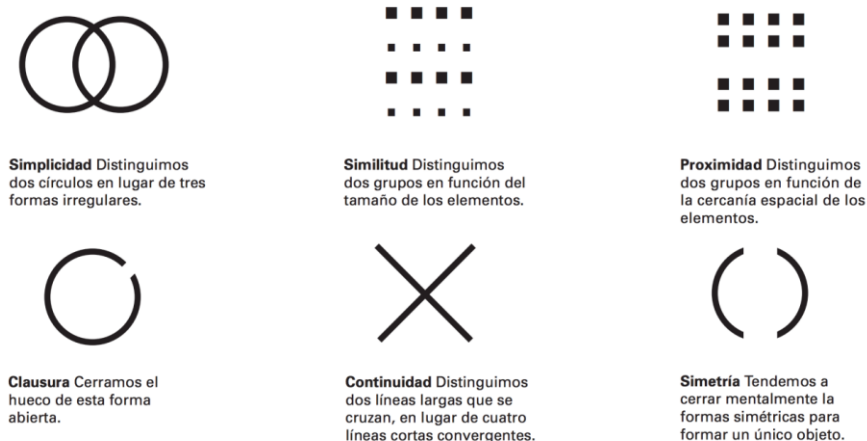 Simplicidad Distinguimos
dos círculos en lugar de tres
formas irregulares.
Similitud Distinguimos
dos grupos en función del
tamaño de los elementos.
Proximidad Distinguimos
dos grupos en función de
la cercanía espacial de los
elementos.
Clausura Cerramos el
hueco de esta forma
abierta.
Continuidad Distinguimos
dos líneas largas que se
cruzan, en lugar de cuatro
líneas cortas convergentes.
Simetría Tendemos a
cerrar mentalmente la
formas simétricas para
formar un único objeto.